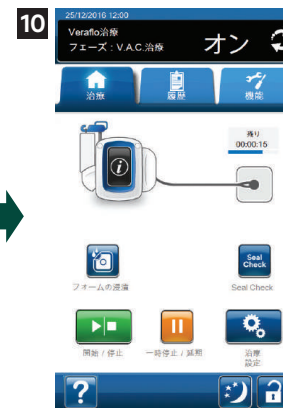 10
25/12/2016 12:00
Veraflo治療
フェーズ：V.A.C.治療
オン
治療
履歴
機能
残り
00:00:15
Seal
Check
フォームの浸漬
Seal Check
開始 / 停止
一時停止 / 延期
治療
設定
?